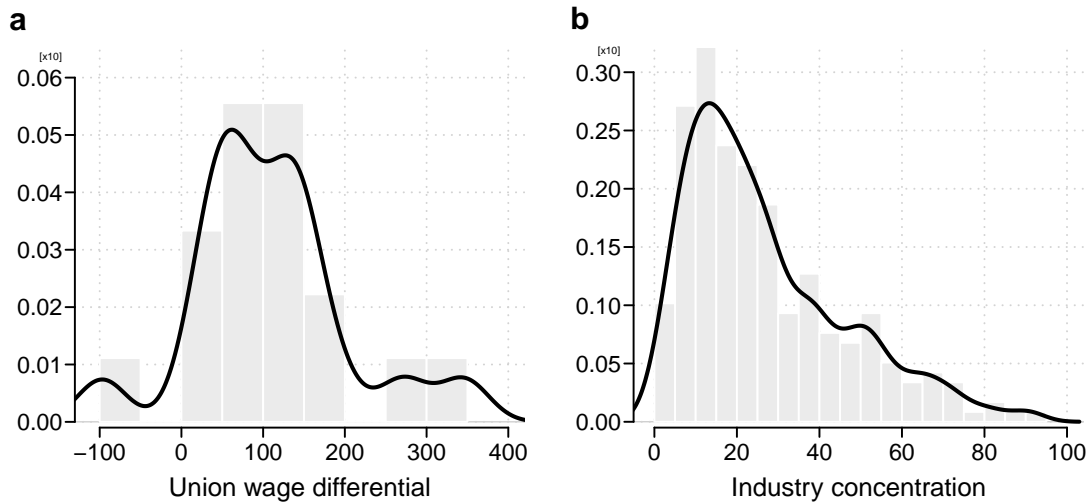 a
[x10]
0.06
0.05
0.04
0.03
0.02
0.01
0.00
−100 0 100 200 300 400
Union wage differential
b
[x10]
0.30
0.25
0.20
0.15
0.10
0.05
0.00
0 20 40 60 80 100
Industry concentration